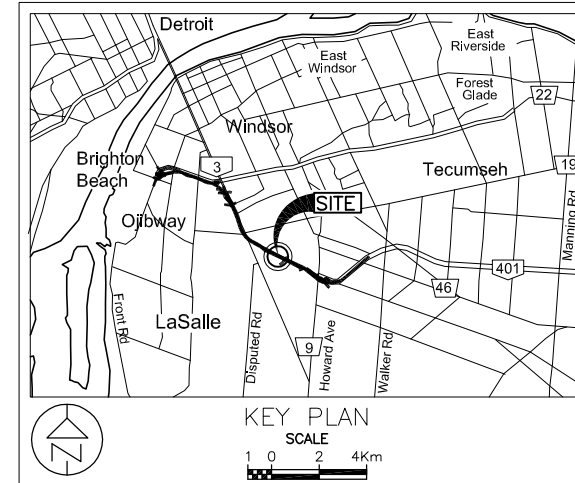 Detroit
East
Riverside
East
Windsor
Forest
Glade
22
Windsor
Brighton
Beach
3
Tecumseh
19
Manning Rd
SITE
Ojibway
401
46
Front Rd
LaSalle
Disputed Rd
9
Howard Ave
Walker Rd
N
KEY PLAN
SCALE
1 0 2 4Km